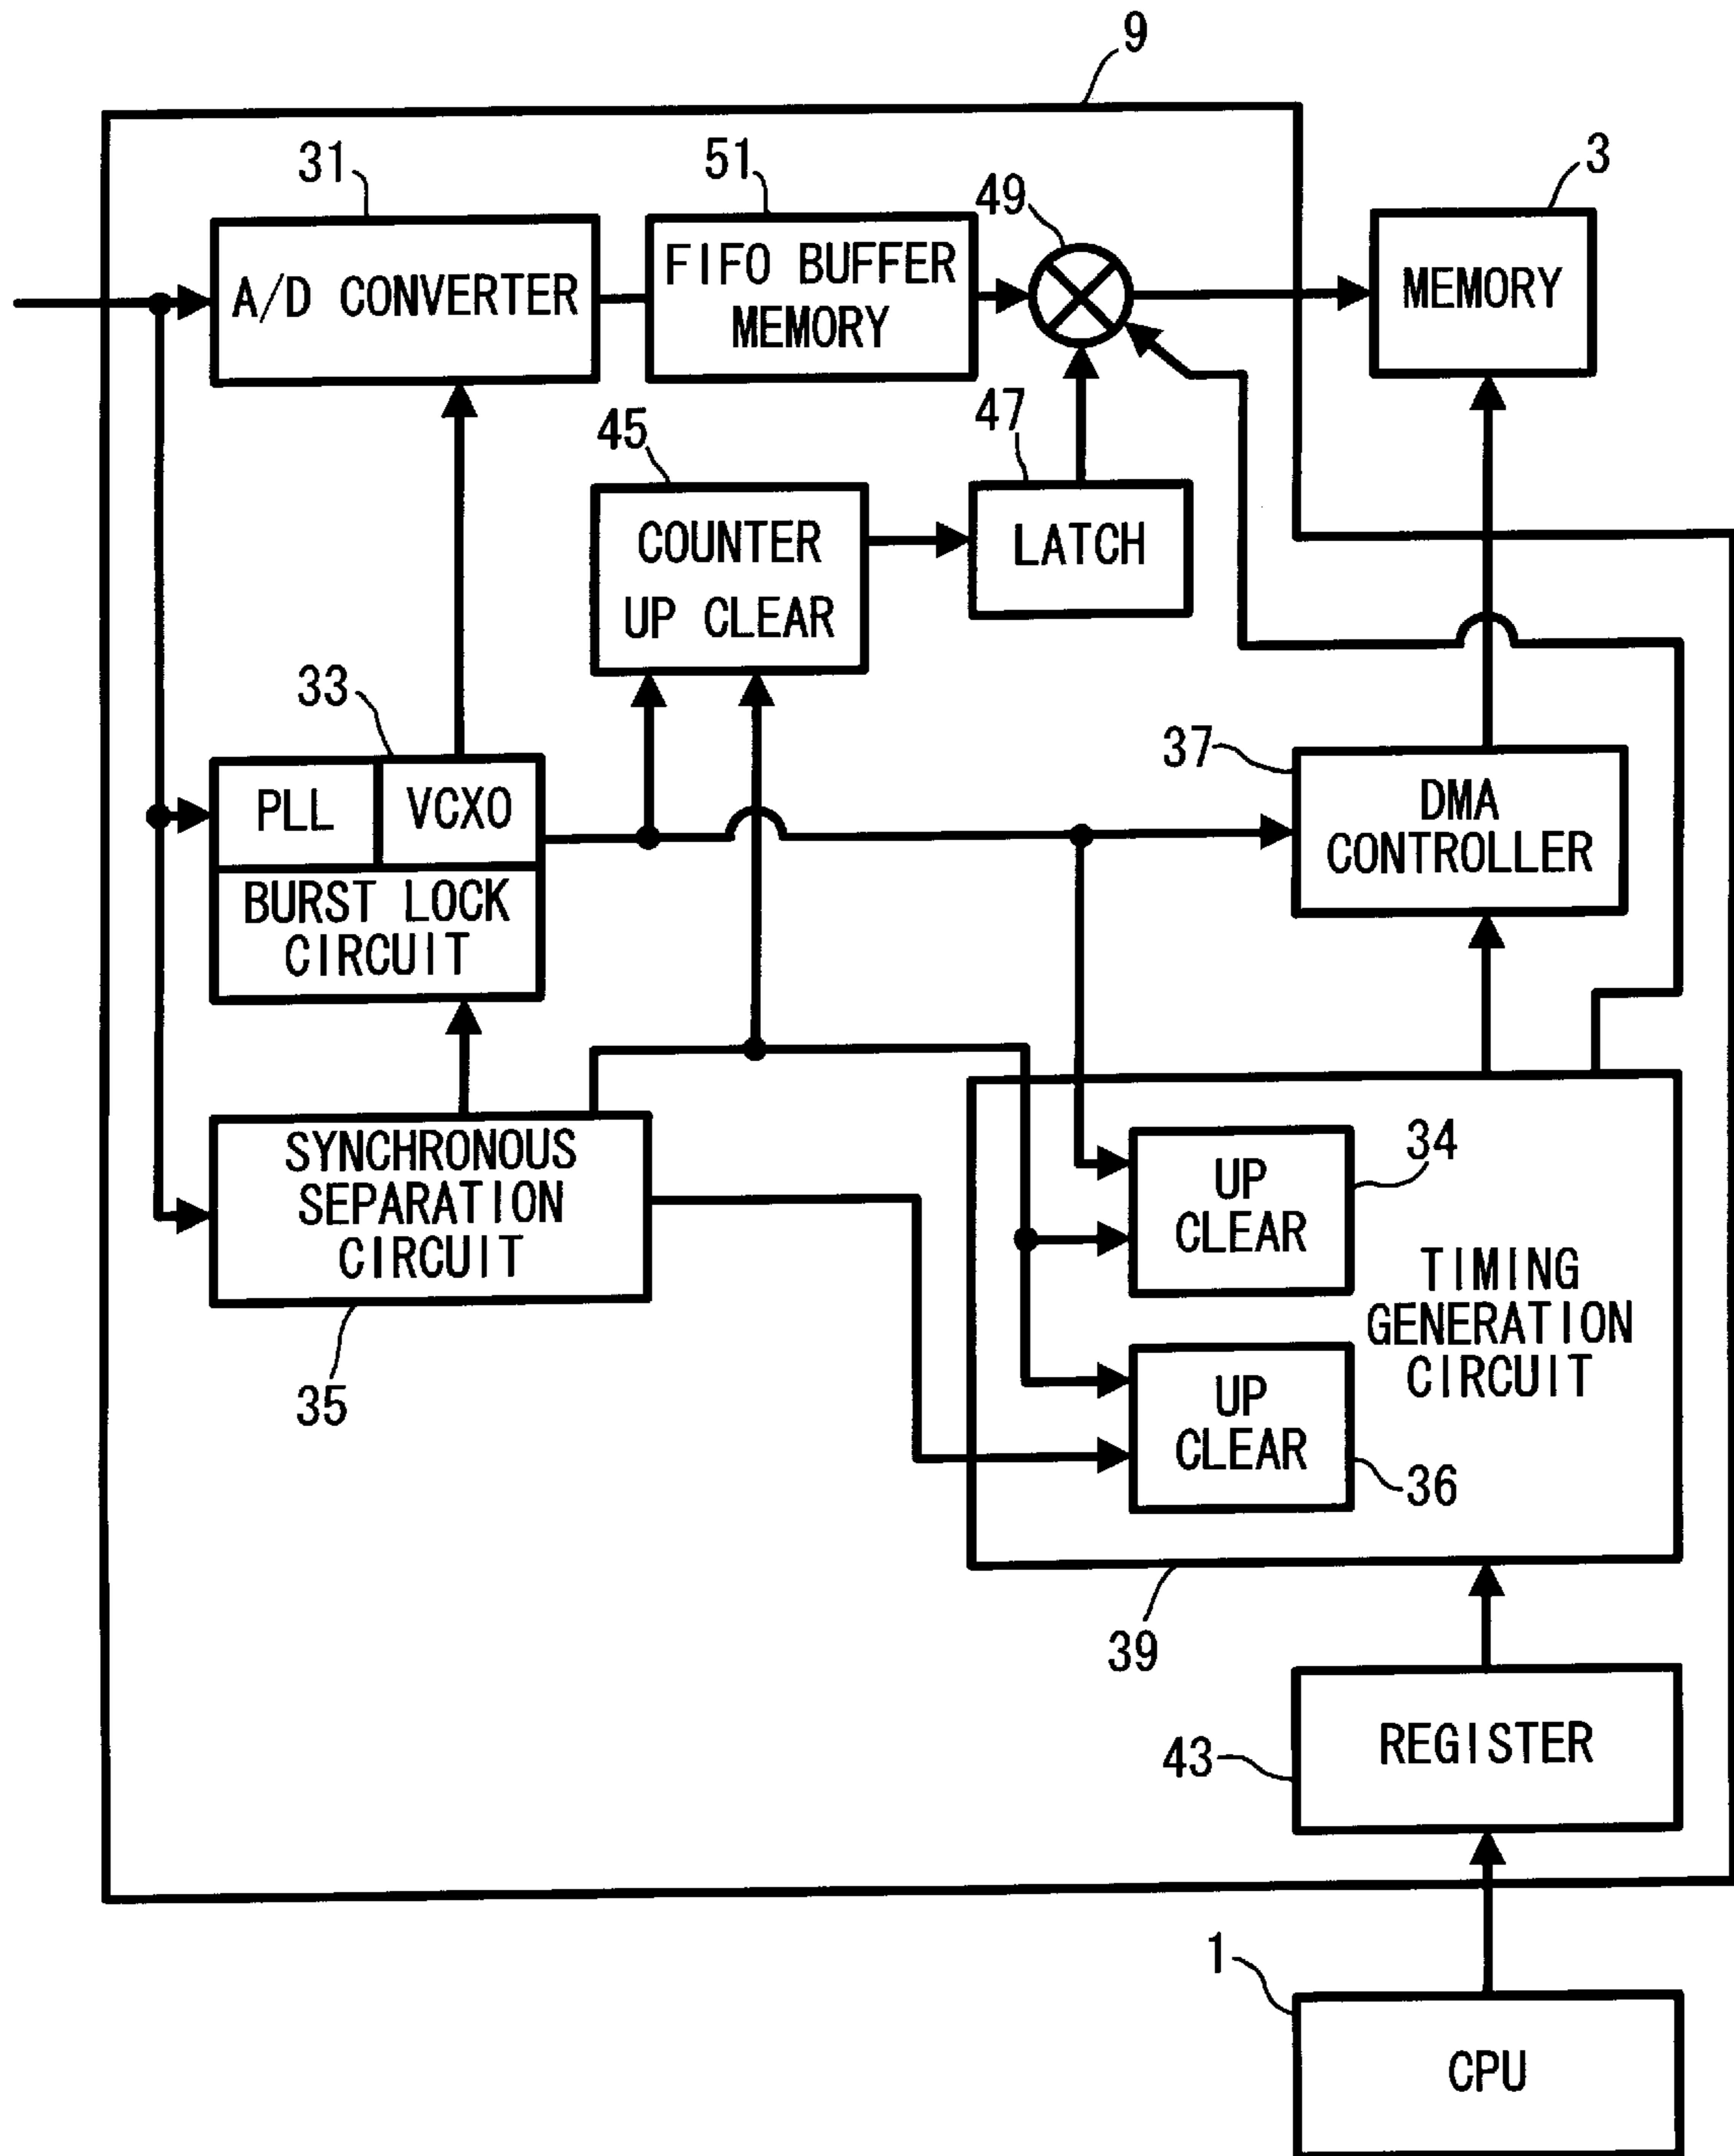 9
31
51
49
3
A/D CONVERTER
FIFO BUFFER
MEMORY
MEMORY
45
47
COUNTER
UP CLEAR
LATCH
33
37
PLL
VCXO
BURST LOCK
CIRCUIT
DMA
CONTROLLER
SYNCHRONOUS
SEPARATION
CIRCUIT
35
UP
CLEAR
34
TIMING
GENERATION
CIRCUIT
UP
CLEAR
36
39
REGISTER
43
1
CPU